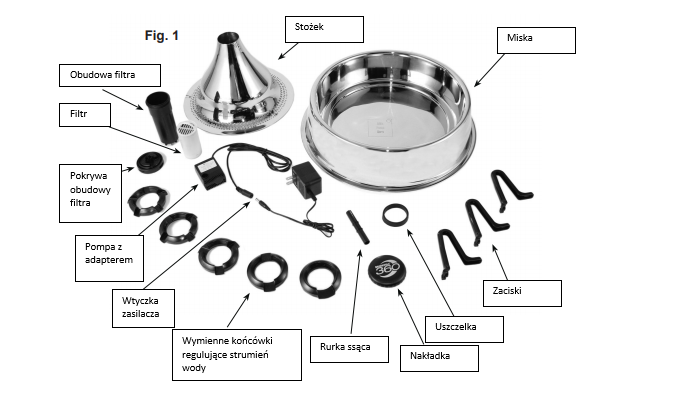 Fig. 1
Stożek
Miska
Obudowa filtra
Filtr
Pokrywa
obudowy
filtra
Pompa z
adapterem
Wtyczka
zasilacza
Wymienne końcówki
regulujące strumień
wody
Rurka ssąca
Nakładka
Uszczelka
Zaciski
360